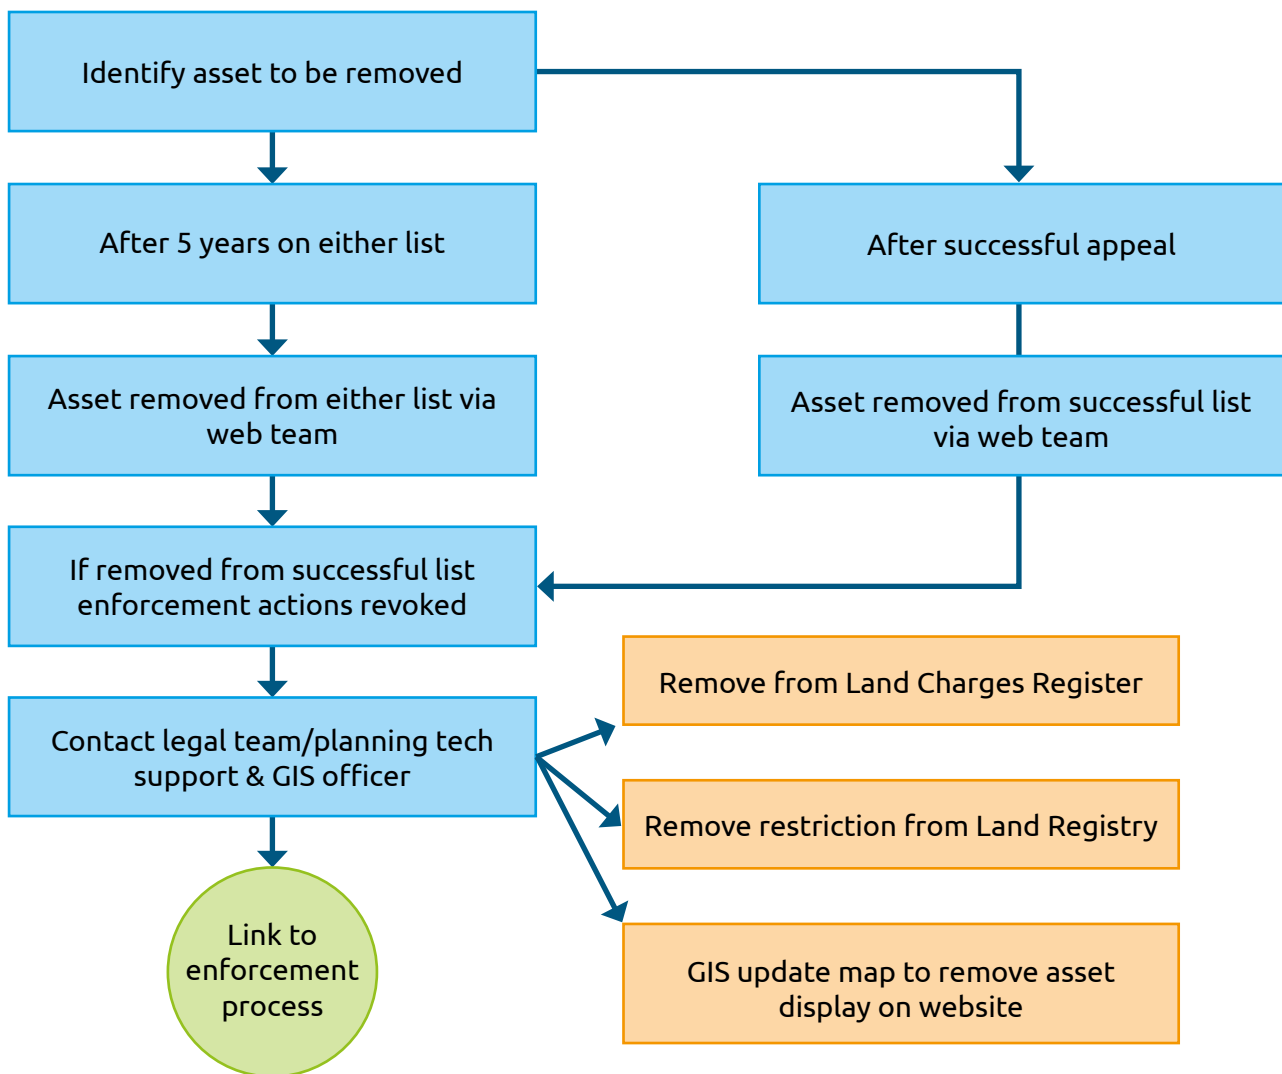 Identify asset to be removed
After 5 years on either list
After successful appeal
Asset removed from either list via
web team
Asset removed from successful list
via web team
If removed from successful list
enforcement actions revoked
Contact legal team/planning tech
support & GIS officer
Remove from Land Charges Register
Remove restriction from Land Registry
GIS update map to remove asset
display on website
Link to
enforcement
process